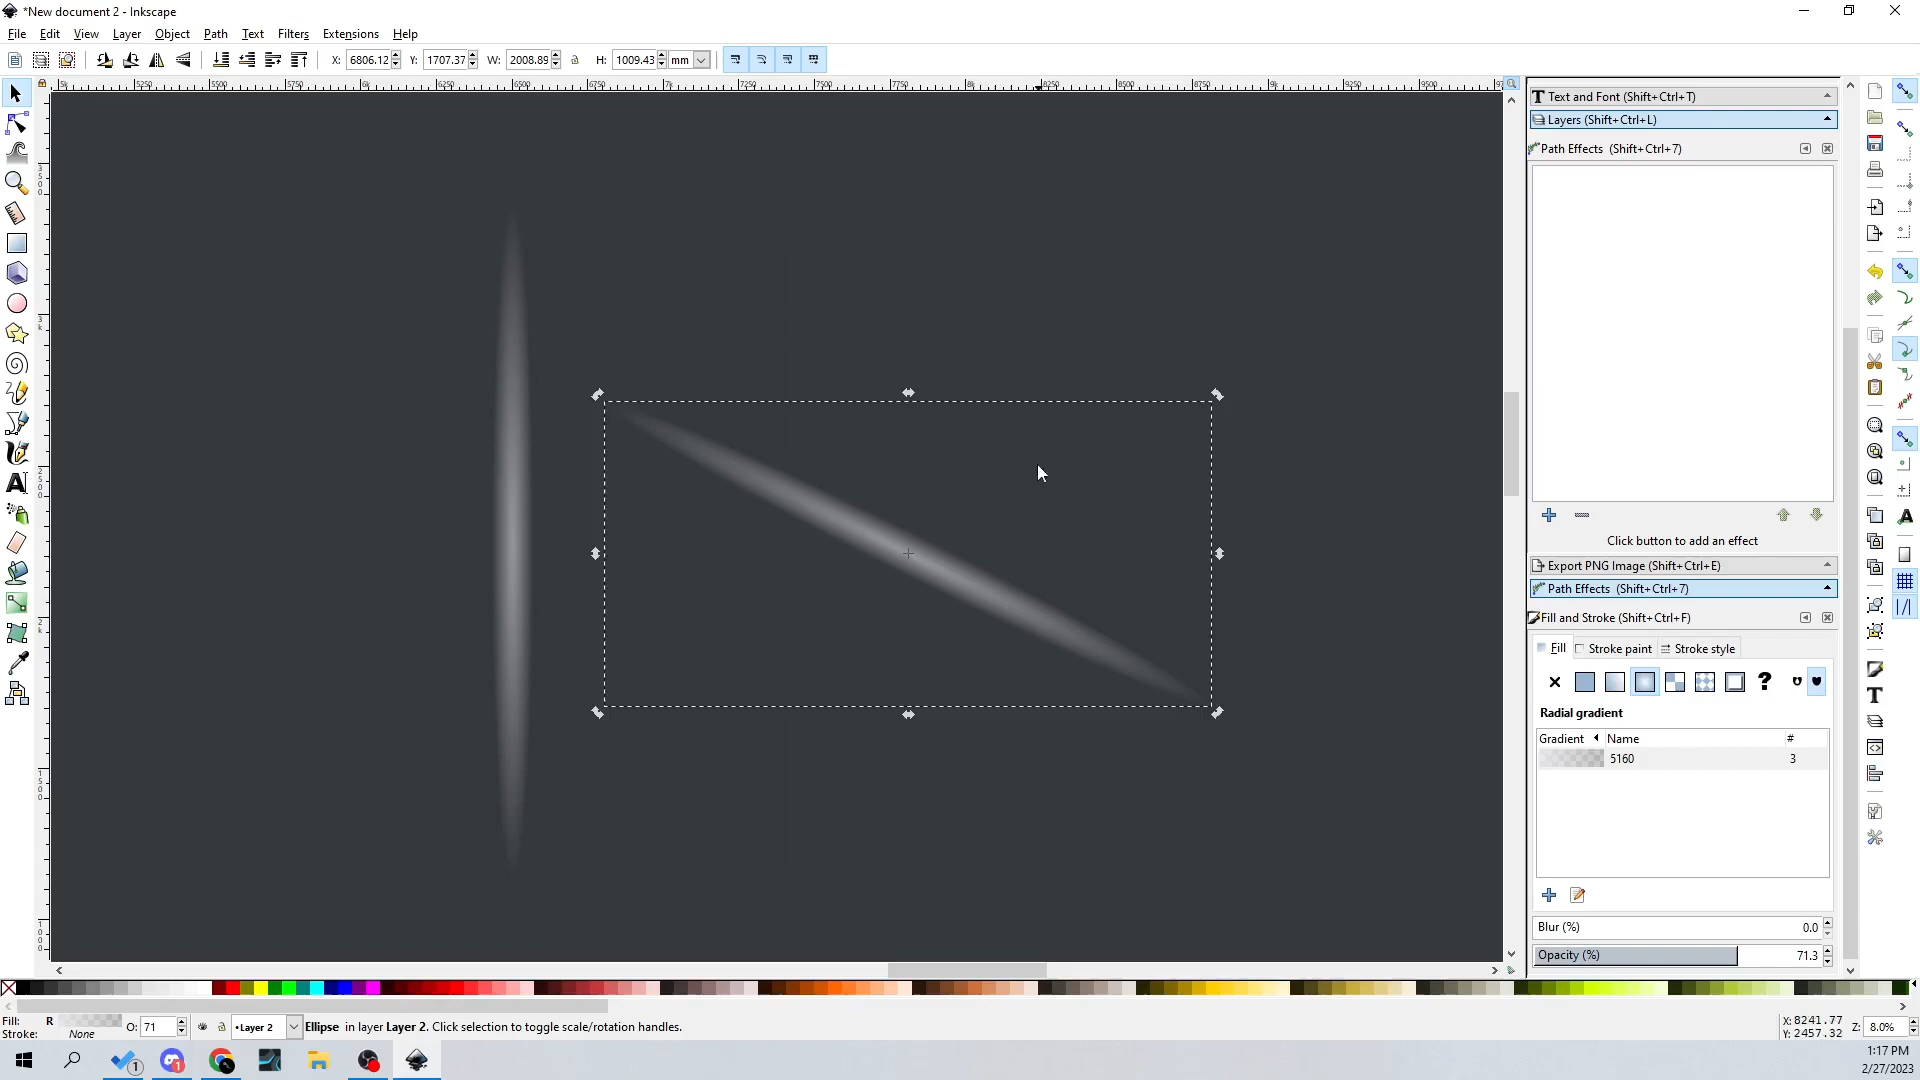 *New document 2 - Inkscape
File Edit View Layer Object Path Text Filters Extensions Help
X: 6806.12 Y: 1707.37 W: 2008.89 H: 1009.43 mm
Text and Font (Shift+Ctrl+T)
Layers (Shift+Ctrl+L)
Path Effects (Shift+Ctrl+7)
Click button to add an effect
Export PNG Image (Shift+Ctrl+E)
Path Effects (Shift+Ctrl+7)
Fill and Stroke (Shift+Ctrl+F)
Fill Stroke paint Stroke style
Radial gradient
Gradient Name #
5160 3
Blur (%) 0.0
Opacity (%) 71.3
Fill: R
Stroke: None
O: 71
•Layer 2
Ellipse in layer Layer 2. Click selection to toggle scale/rotation handles.
X: 8241.77
Y: 2457.32
Z: 8.0%
1:17 PM
2/27/2023